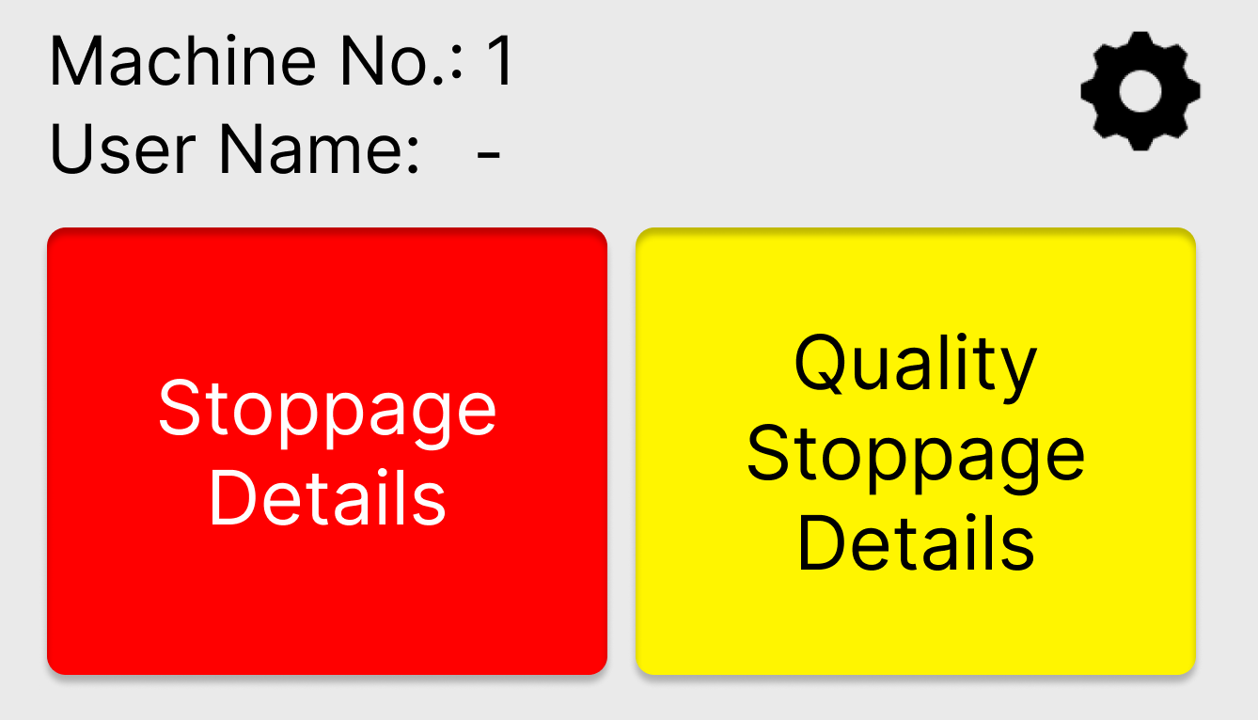 Machine No.: 1
User Name: -
Stoppage
Details
Quality
Stoppage
Details